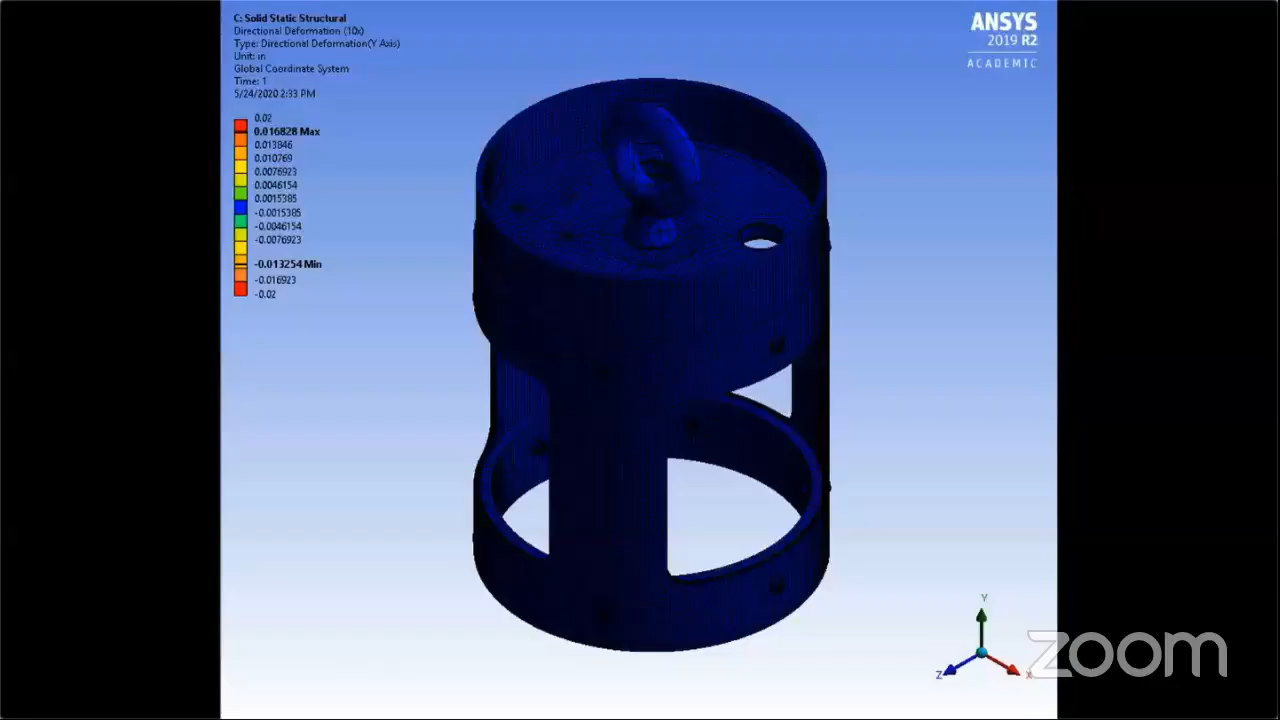 C: Solid Static Structural
Directional Deformation (10x)
Type: Directional Deformation(Y Axis)
Unit: in
Global Coordinate System
Time: 1
5/24/2020 2:33 PM
0.02
0.016828 Max
0.013846
0.010769
0.0076923
0.0046154
0.0015385
-0.0015385
-0.0046154
-0.0076923
-0.013254 Min
-0.016923
-0.02
ANSYS
2019 R2
ACADEMIC
Y
Z
X
zoom